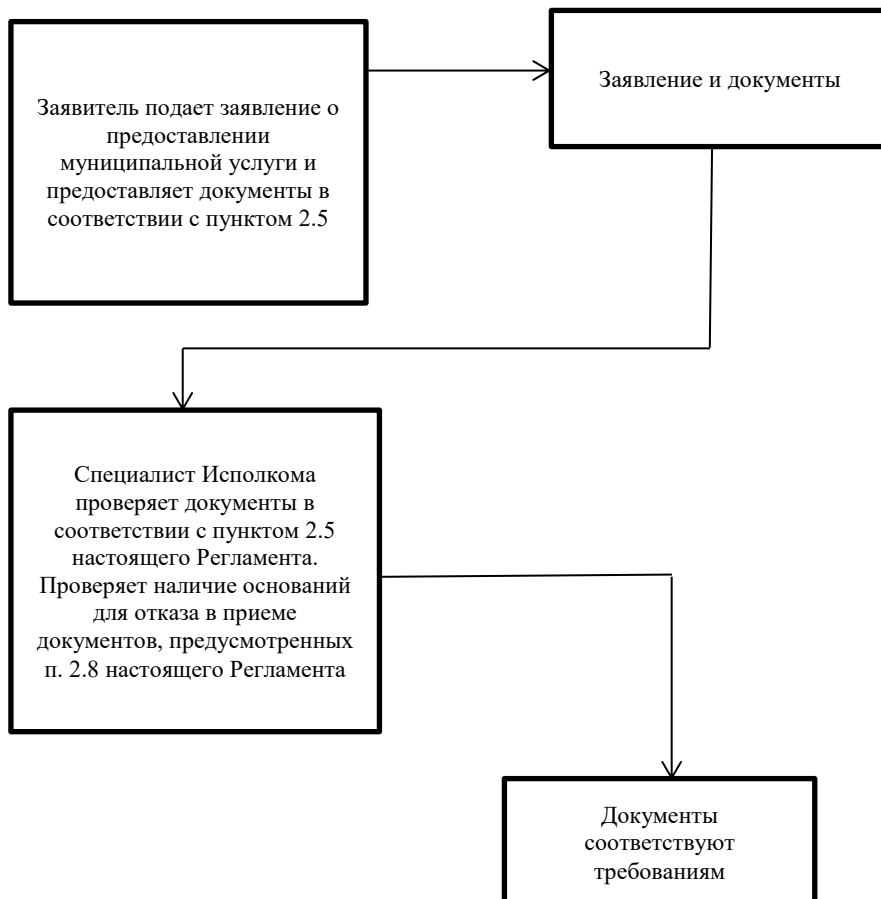 Заявитель подает заявление о
предоставлении
муниципальной услуги и
предоставляет документы в
соответствии с пунктом 2.5
Заявление и документы
Специалист Исполкома
проверяет документы в
соответствии с пунктом 2.5
настоящего Регламента.
Проверяет наличие оснований
для отказа в приеме
документов, предусмотренных
п. 2.8 настоящего Регламента
Документы
соответствуют
требованиям